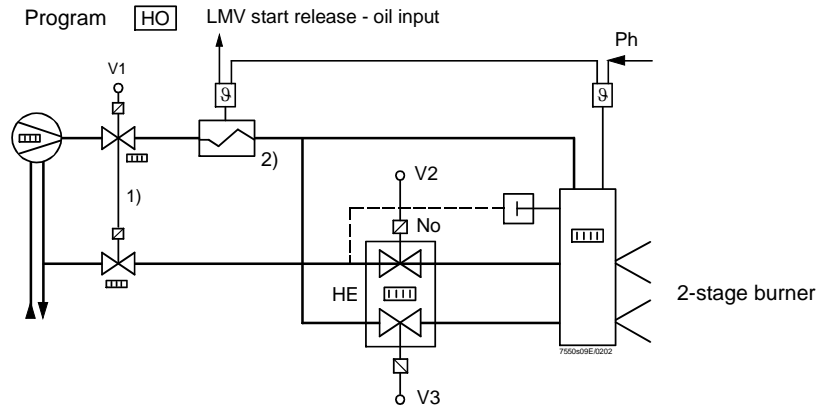 Program HO LMV start release - oil input
Ph
V1
ϑ ϑ
2)
1)
V2
No
HE
2-stage burner
7550s09E/0202
V3